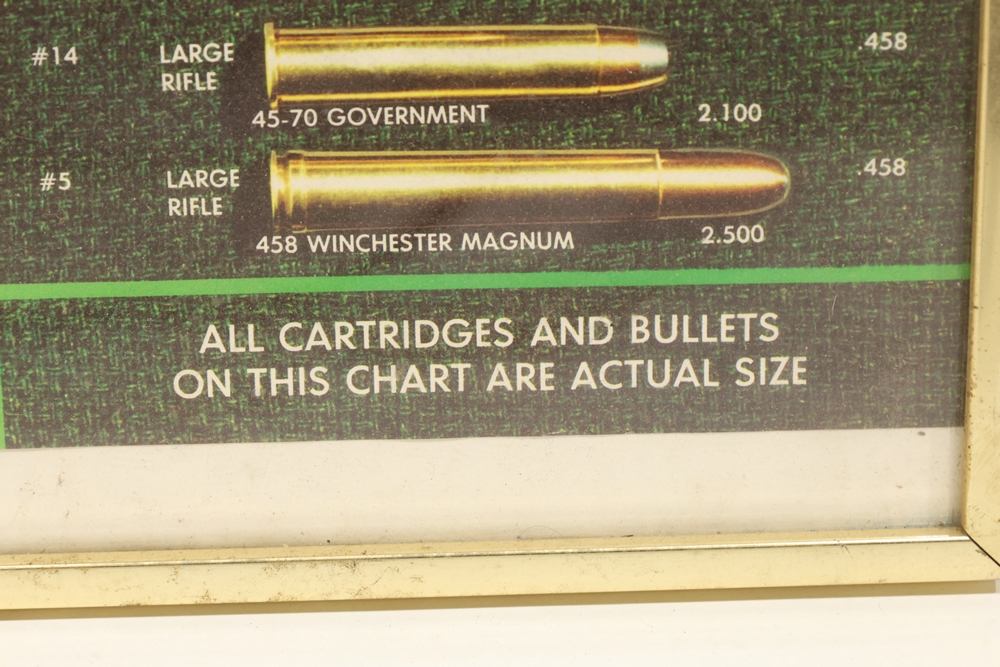 #14 LARGE RIFLE .458
45-70 GOVERNMENT 2.100
#5 LARGE RIFLE .458
458 WINCHESTER MAGNUM 2.500
ALL CARTRIDGES AND BULLETS
ON THIS CHART ARE ACTUAL SIZE